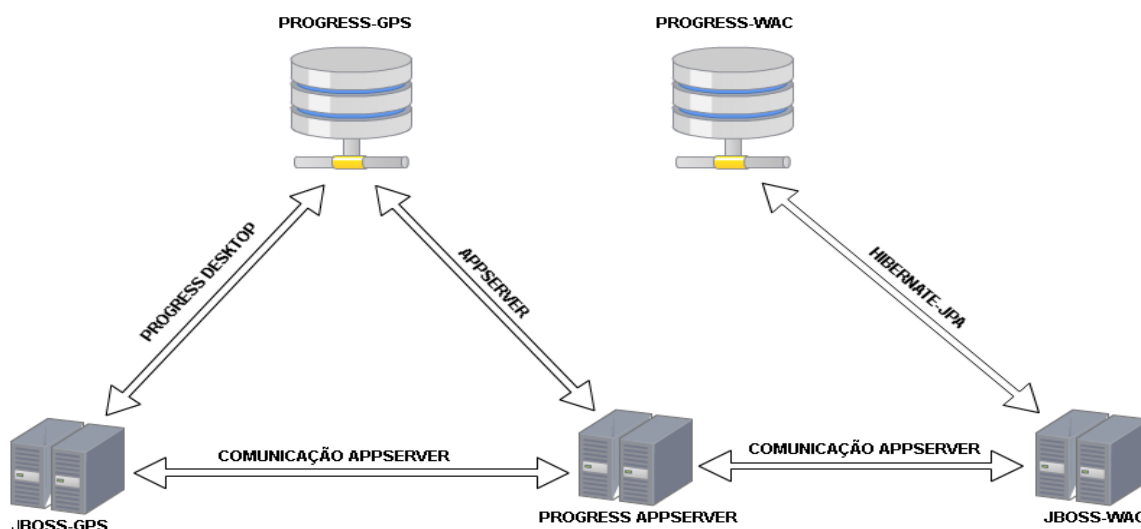 PROGRESS-GPS
PROGRESS-WAC
PROGRESS DESKTOP
APPSERVER
HIBERNATE-JPA
COMUNICAÇÃO APPSERVER
COMUNICAÇÃO APPSERVER
JBOSS-GPS
PROGRESS APPSERVER
JBOSS-WAC